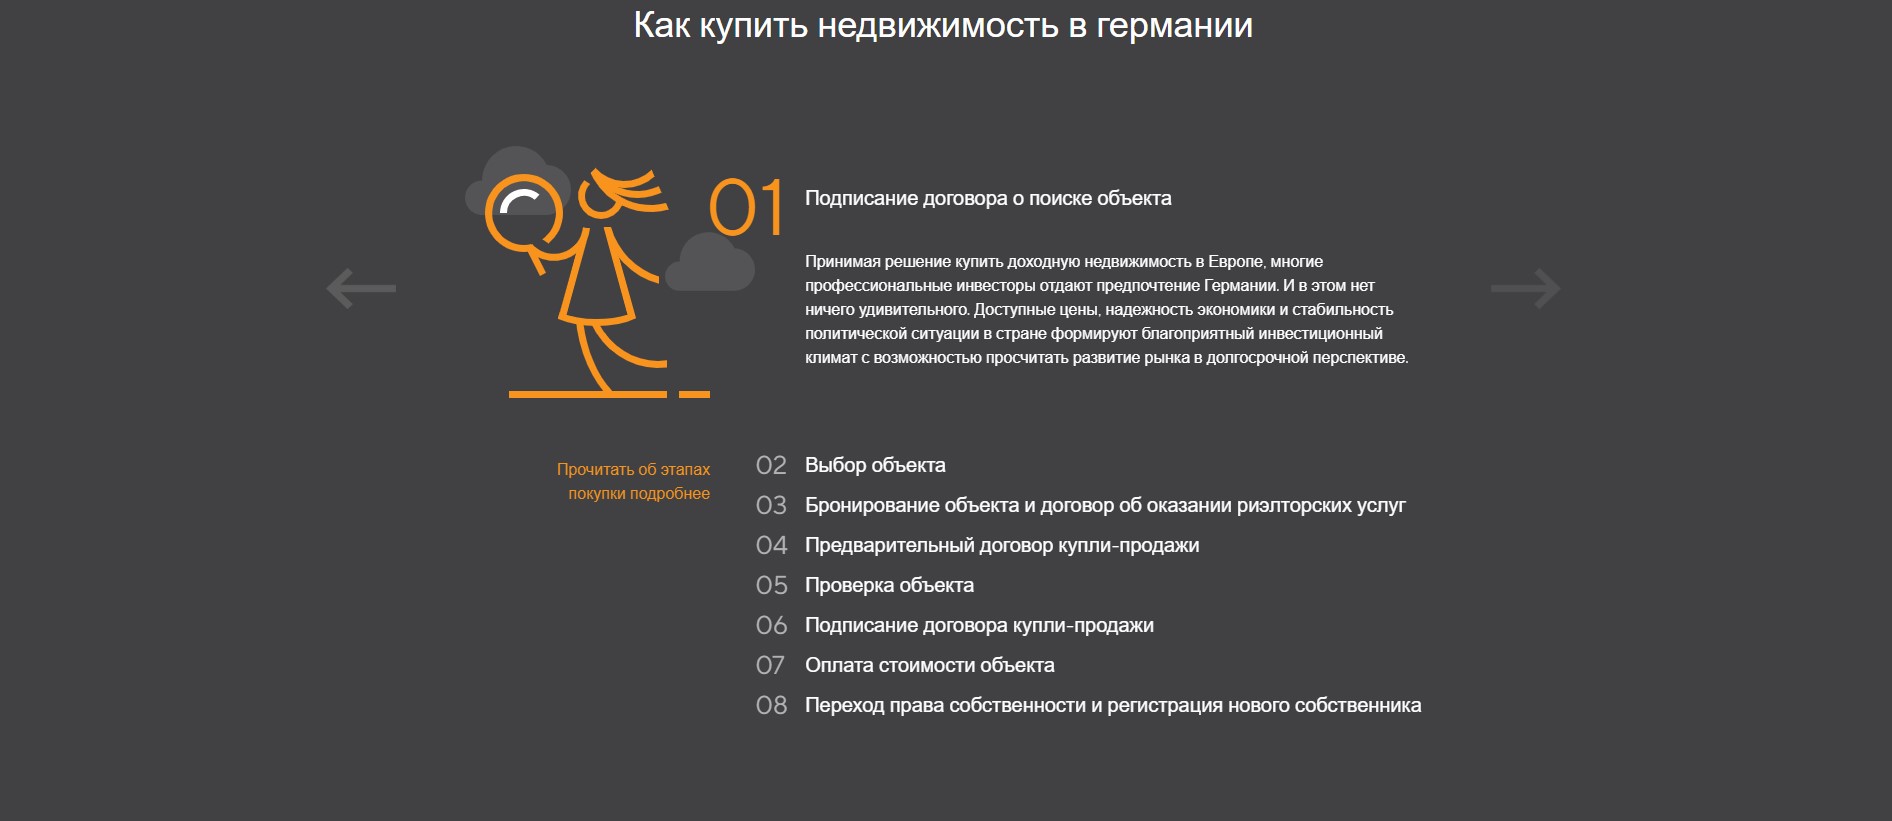 Как купить недвижимость в германии
01 Подписание договора о поиске объекта
Принимая решение купить доходную недвижимость в Европе, многие
профессиональные инвесторы отдают предпочтение Германии. И в этом нет
ничего удивительного. Доступные цены, надежность экономики и стабильность
политической ситуации в стране формируют благоприятный инвестиционный
климат с возможностью просчитать развитие рынка в долгосрочной перспективе.
Прочитать об этапах
покупки подробнее
02 Выбор объекта
03 Бронирование объекта и договор об оказании риэлторских услуг
04 Предварительный договор купли-продажи
05 Проверка объекта
06 Подписание договора купли-продажи
07 Оплата стоимости объекта
08 Переход права собственности и регистрация нового собственника